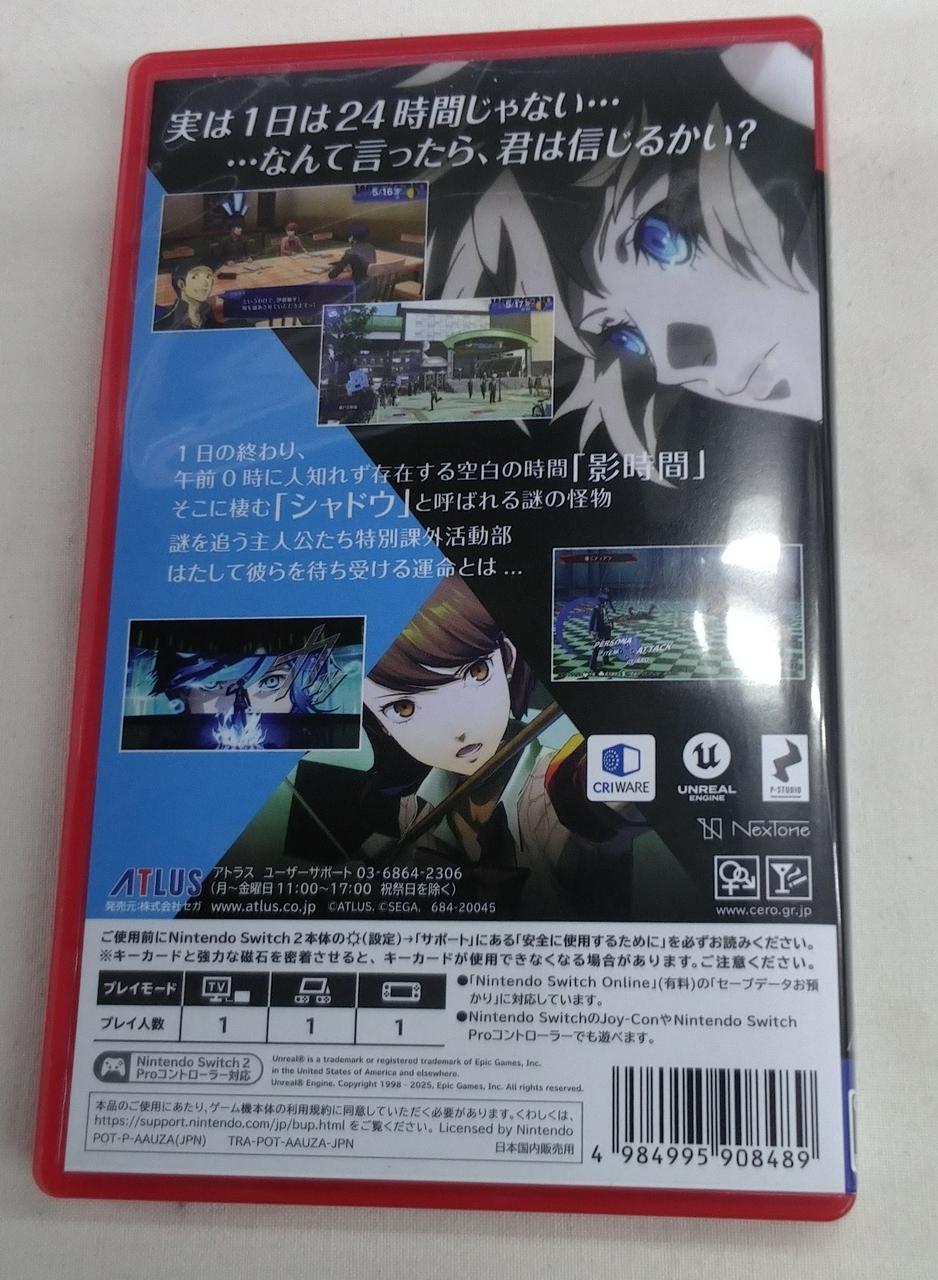 実は1日は24時間じゃない…
…なんて言ったら、君は信じるかい?
5/16
5/17
1日の終わり、
午前0時に人知れず存在する空白の時間「影時間」
そこに棲む「シャドウ」と呼ばれる謎の怪物
謎を追う主人公たち特別課外活動部
はたして彼らを待ち受ける運命とは…
PERSONA
ITEM
ATTACK
GUARD
カ
CRIWARE
UNREAL
ENGINE
P-STUDIO
NexTone
ATLUS
発売元:株式会社セガ
アトラス ユーザーサポート 03-6864-2306
(月~金曜日 11:00~17:00 祝祭日を除く)
www.atlus.co.jp ©ATLUS. ©SEGA. 684-20045
www.cero.gr.jp
ご使用前にNintendo Switch 2本体の(設定)→「サポート」にある「安全に使用するために」を必ずお読みください。
※キーカードと強力な磁石を密着させると、キーカードが使用できなくなる場合があります。ご注意ください。
プレイモード TV
プレイ人数 1 1 1
●「Nintendo Switch Online」(有料)の「セーブデータお預
かり」に対応しています。
●Nintendo SwitchのJoy-ConやNintendo Switch
Proコントローラーでも遊べます。
Nintendo Switch 2
Proコントローラー対応
Unreal® is a trademark or registered trademark of Epic Games, Inc.
in the United States of America and elsewhere.
Unreal® Engine, Copyright 1998 – 2025, Epic Games, Inc. All rights reserved.
本品のご使用にあたり、ゲーム機本体の利用規約に同意していただく必要があります。くわしくは、
https://support.nintendo.com/jp/bup.html をご覧ください。Licensed by Nintendo
POT-P-AAUZA(JPN) TRA-POT-AAUZA-JPN 日本国内販売用
4 984995 908489